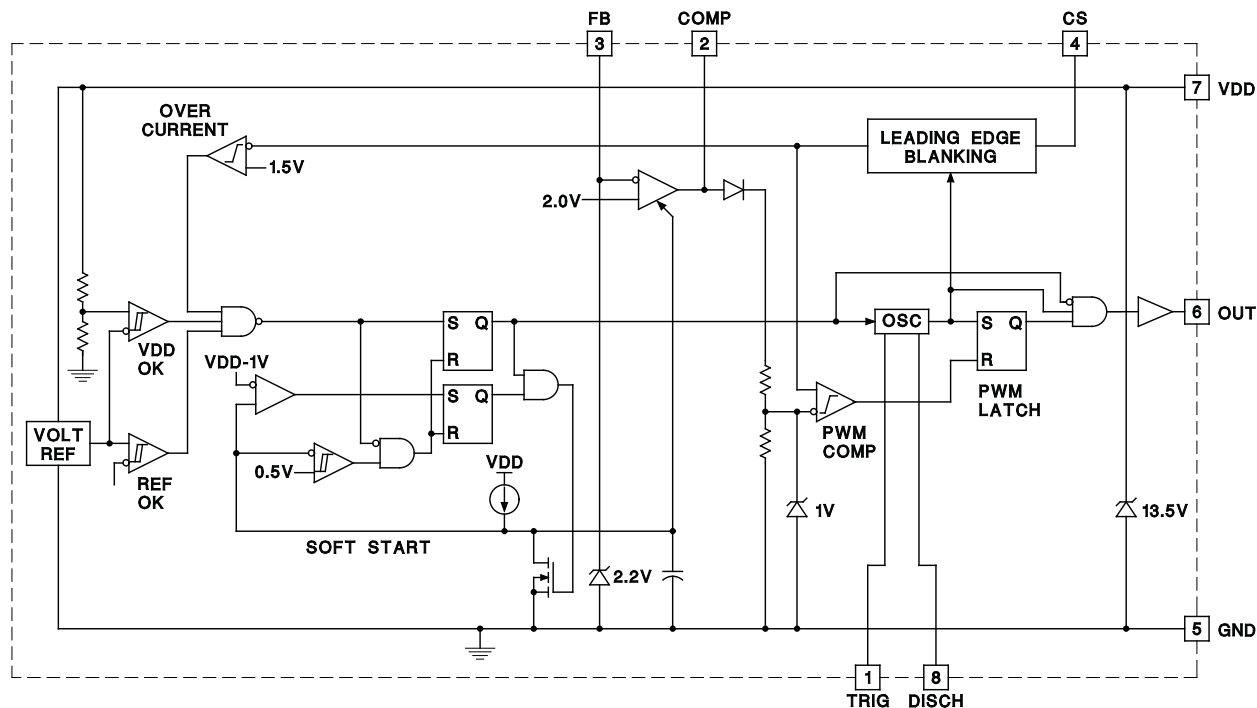 FB
COMP
CS
3
2
4
7
VDD
OVER
CURRENT
LEADING EDGE
BLANKING
1.5V
2.0V
VDD
OK
VDD-1V
S Q
R
OSC
S Q
R
6
OUT
S Q
R
PWM
LATCH
VOLT
REF
REF
OK
0.5V
VDD
PWM
COMP
1V
13.5V
SOFT START
2.2V
5
GND
1
8
TRIG
DISCH